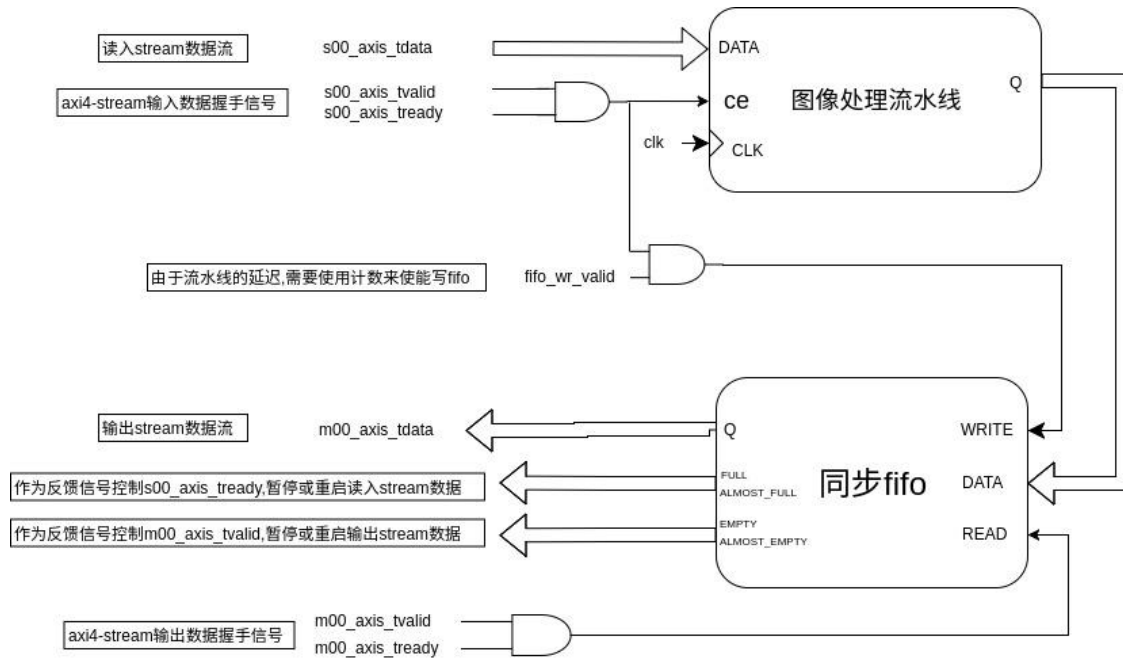 读入stream数据流
s00_axis_tdata
DATA
axi4-stream输入数据握手信号
s00_axis_tvalid
s00_axis_tready
ce
图像处理流水线
Q
clk
CLK
由于流水线的延迟,需要使用计数来使能写fifo
fifo_wr_valid
输出stream数据流
m00_axis_tdata
Q
WRITE
作为反馈信号控制s00_axis_tready,暂停或重启读入stream数据
FULL
ALMOST_FULL
同步fifo
DATA
作为反馈信号控制m00_axis_tvalid,暂停或重启输出stream数据
EMPTY
ALMOST_EMPTY
READ
axi4-stream输出数据握手信号
m00_axis_tvalid
m00_axis_tready